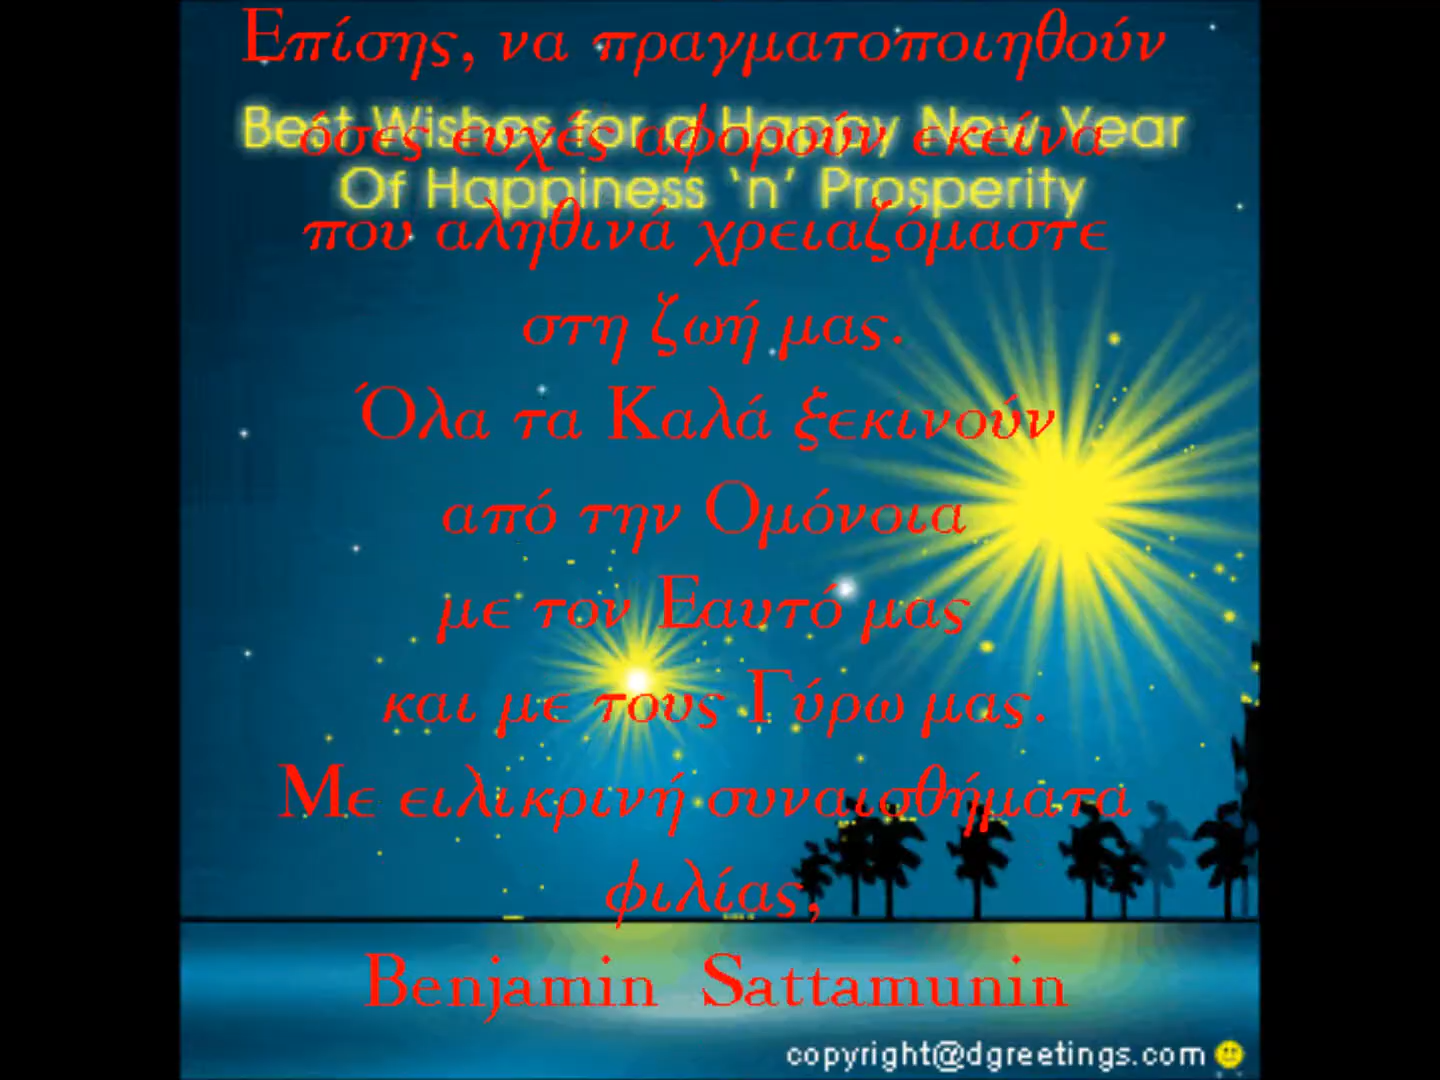 Επίσης, να πραγματοποιηθούν
Best Wishes for a Happy New Year
όσες ευχές αφορούν εκείνα
Of Happiness 'n' Prosperity
που αληθινά χρειαζόμαστε
στη ζωή μας.
Όλα τα Καλά ξεκινούν
από την Ομόνοια
με τον Εαυτό μας
και με τους Γύρω μας.
Με ειλικρινή συναισθήματα
φιλίας,
Benjamin Sattamunin
copyright@dgreetings.com